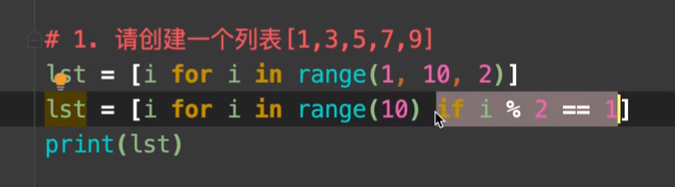 # 1. 请创建一个列表[1,3,5,7,9]
lst = [i for i in range(1, 10, 2)]
lst = [i for i in range(10) if i % 2 == 1]
print(lst)